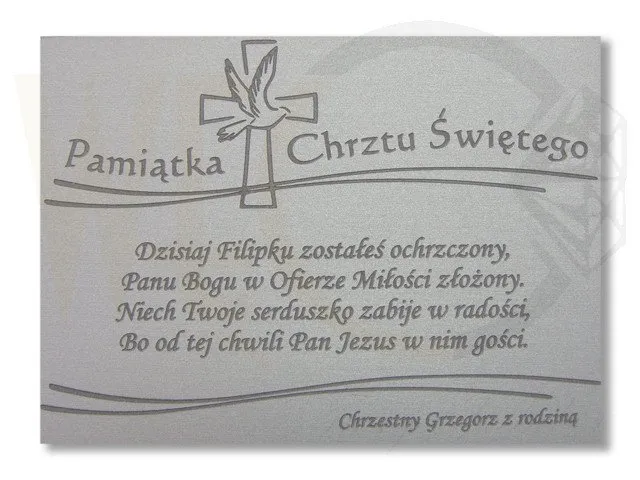 Pamiątka Chrztu Świętego
Dzisiaj Filipku zostałeś ochrzczony,
Panu Bogu w Ofierze Miłości złożony.
Niech Twoje serduszko zabije w radości,
Bo od tej chwili Pan Jezus w nim gości.
Chrzestny Grzegorz z rodziną